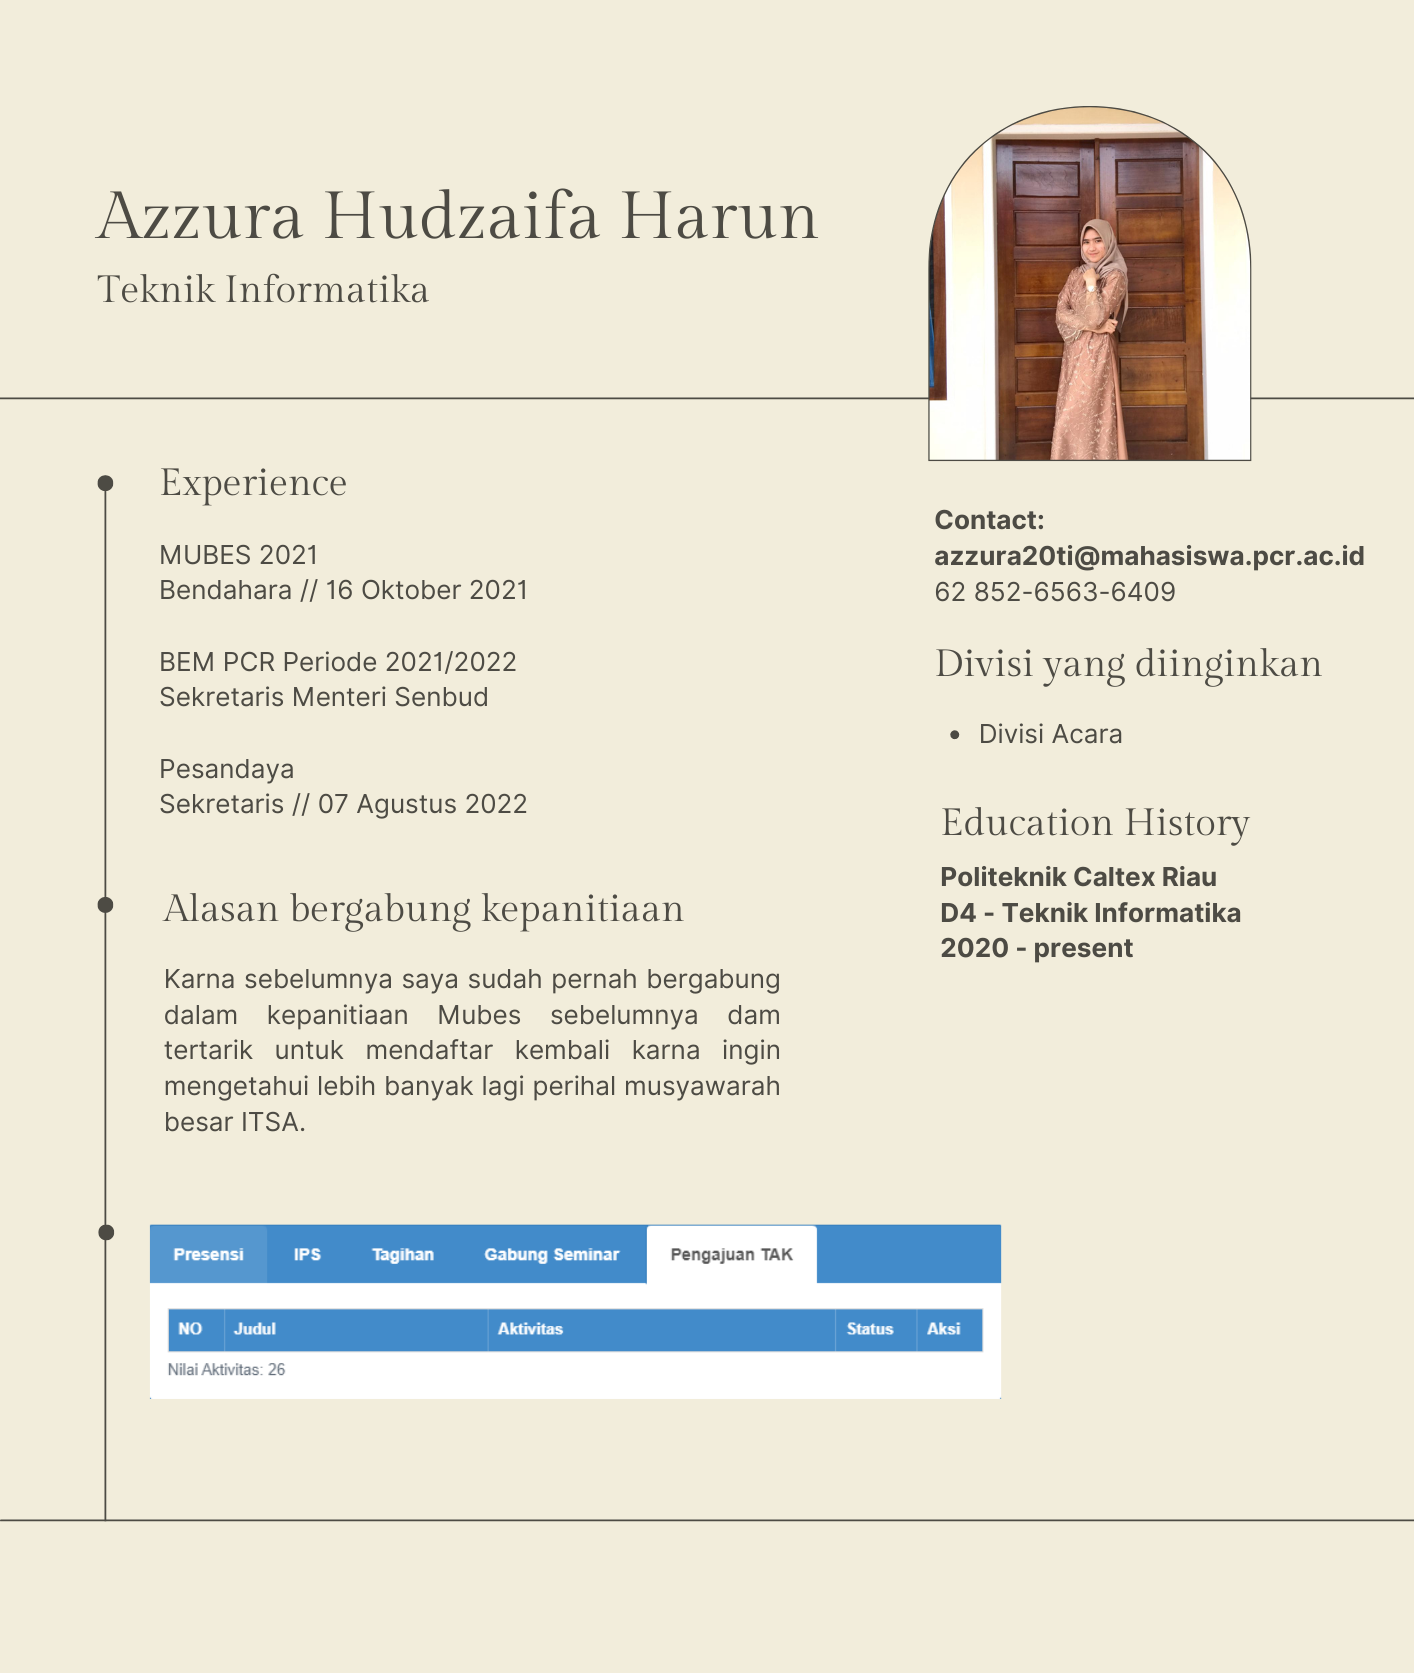 Azzura Hudzaifa Harun
Teknik Informatika
Experience
MUBES 2021
Bendahara // 16 Oktober 2021
BEM PCR Periode 2021/2022
Sekretaris Menteri Senbud
Pesandaya
Sekretaris // 07 Agustus 2022
Alasan bergabung kepanitiaan
Karna sebelumnya saya sudah pernah bergabung
dalam kepanitiaan Mubes sebelumnya dam
tertarik untuk mendaftar kembali karna ingin
mengetahui lebih banyak lagi perihal musyawarah
besar ITSA.
Contact:
azzura20ti@mahasiswa.pcr.ac.id
62 852-6563-6409
Divisi yang diinginkan
• Divisi Acara
Education History
Politeknik Caltex Riau
D4 - Teknik Informatika
2020 - present
Presensi IPS Tagihan Gabung Seminar Pengajuan TAK
NO Judul Aktivitas Status Aksi
Nilai Aktivitas: 26